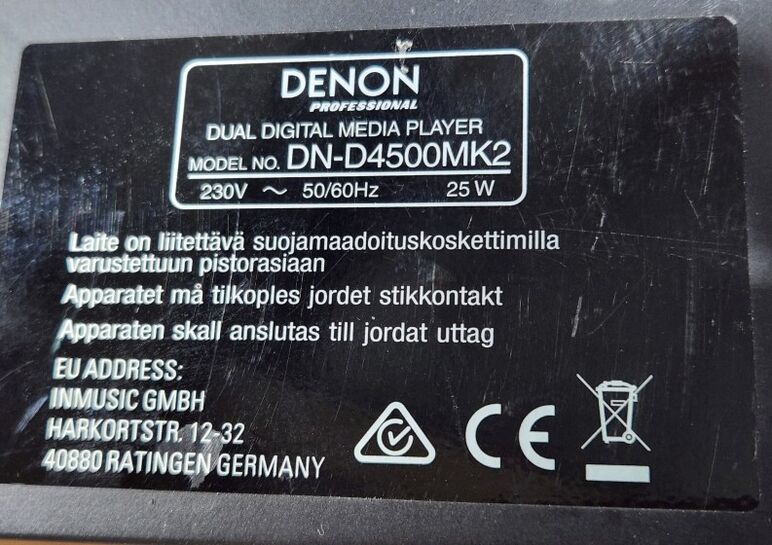 DENON
PROFESSIONAL
DUAL DIGITAL MEDIA PLAYER
MODEL NO. DN-D4500MK2
230V ~ 50/60Hz 25 W
Laite on liitettävä suojamaadoituskoskettimilla
varustettuun pistorasiaan
Apparatet må tilkoples jordet stikkontakt
Apparaten skall anslutas till jordat uttag
EU ADDRESS:
INMUSIC GMBH
HARKORTSTR. 12-32
40880 RATINGEN GERMANY
CE